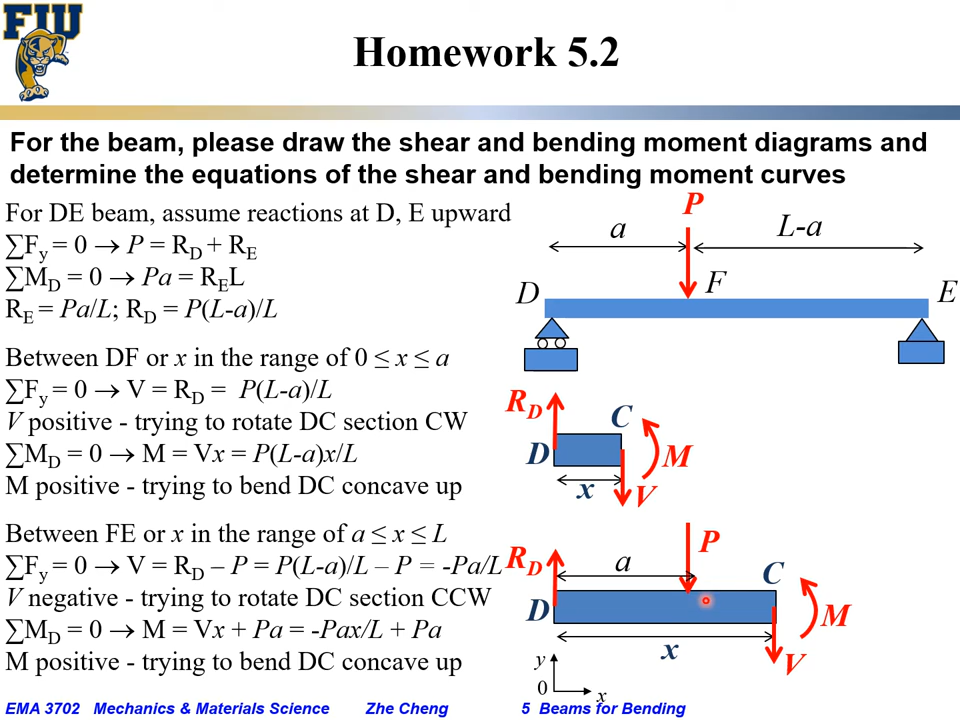 FIU
Homework 5.2
For the beam, please draw the shear and bending moment diagrams and
determine the equations of the shear and bending moment curves
For DE beam, assume reactions at D, E upward
∑Fy = 0 → P = RD + RE
∑MD = 0 → Pa = REL
RE = Pa/L; RD = P(L-a)/L
Between DF or x in the range of 0 ≤ x ≤ a
∑Fy = 0 → V = RD = P(L-a)/L
V positive - trying to rotate DC section CW
∑MD = 0 → M = Vx = P(L-a)x/L
M positive - trying to bend DC concave up
Between FE or x in the range of a ≤ x ≤ L
∑Fy = 0 → V = RD – P = P(L-a)/L – P = -Pa/L
V negative - trying to rotate DC section CCW
∑MD = 0 → M = Vx + Pa = -Pax/L + Pa
M positive - trying to bend DC concave up
P
a
L-a
D
F
E
RD
C
D
M
x
V
P
RD
a
C
D
M
x
V
y
0
x
EMA 3702 Mechanics & Materials Science Zhe Cheng 5 Beams for Bending